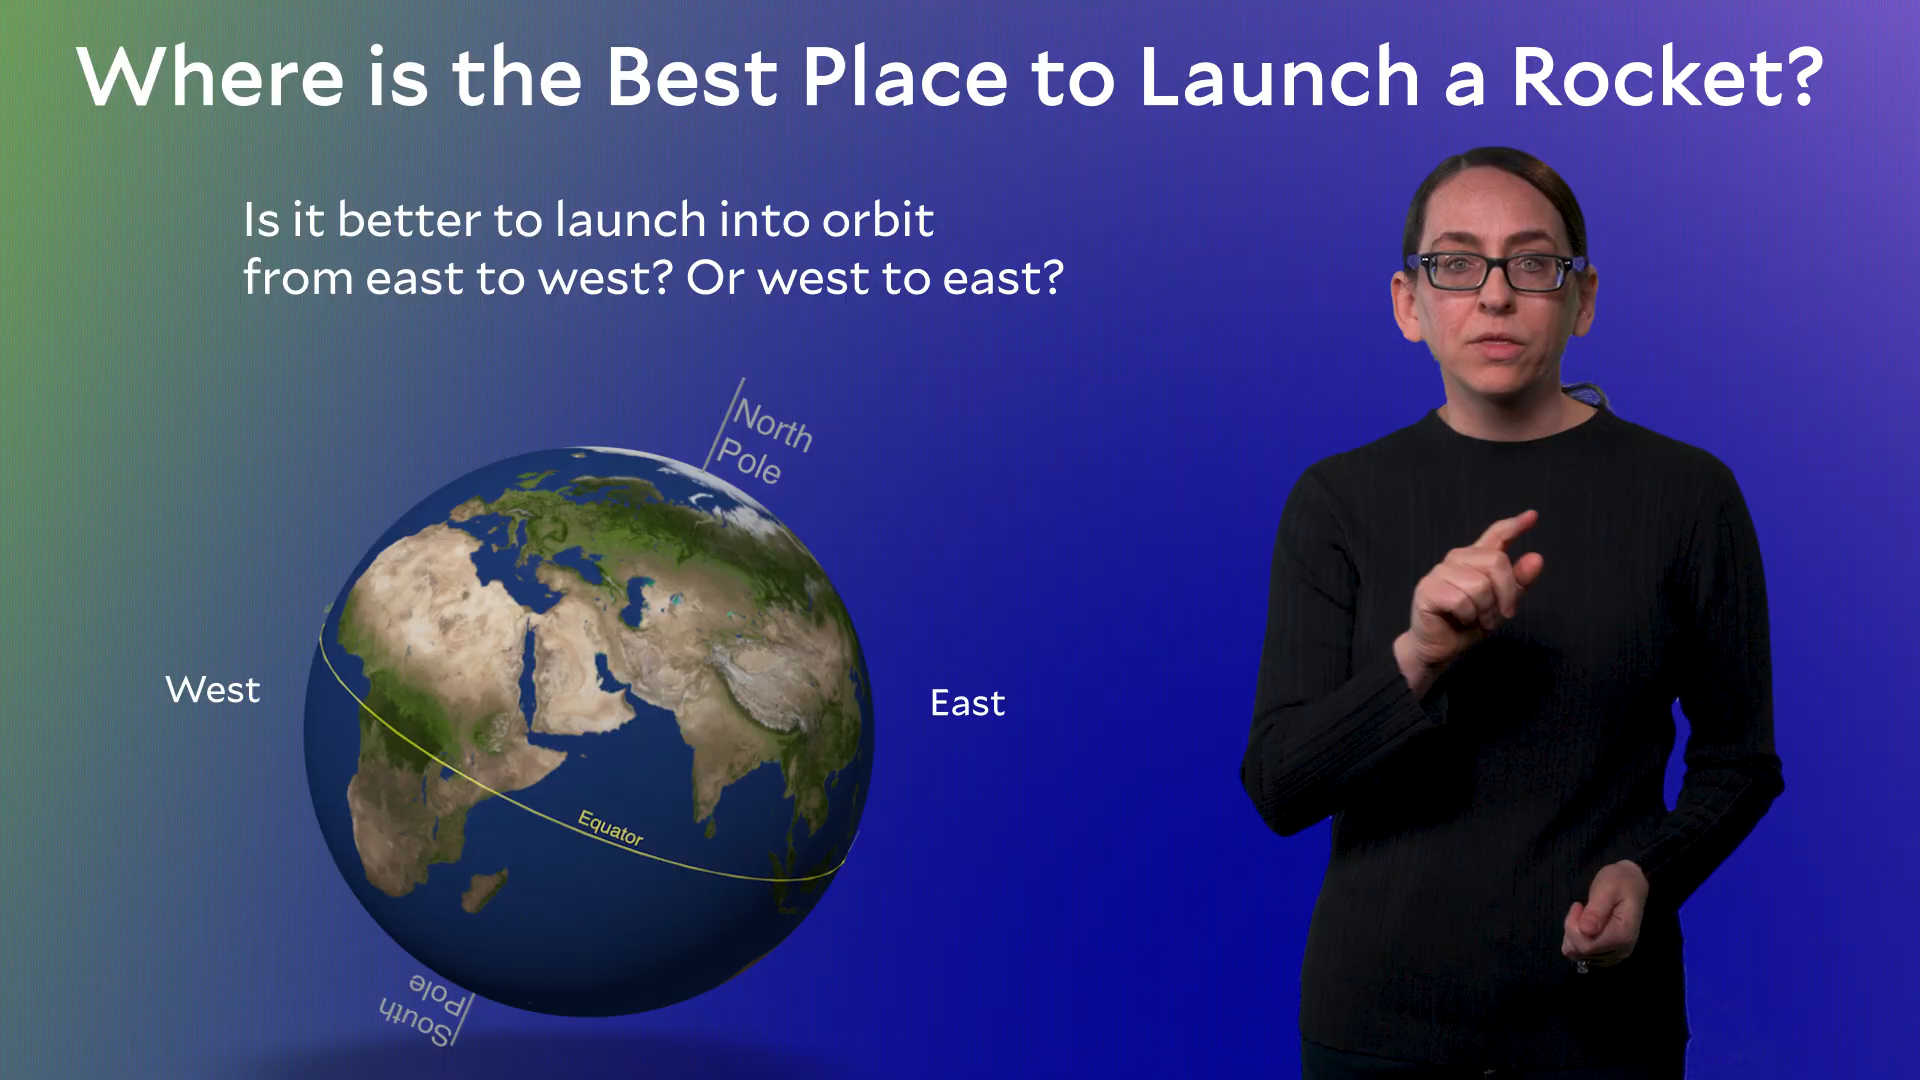 Where is the Best Place to Launch a Rocket?
Is it better to launch into orbit
from east to west? Or west to east?
North
Pole
West
East
Equator
South
Pole